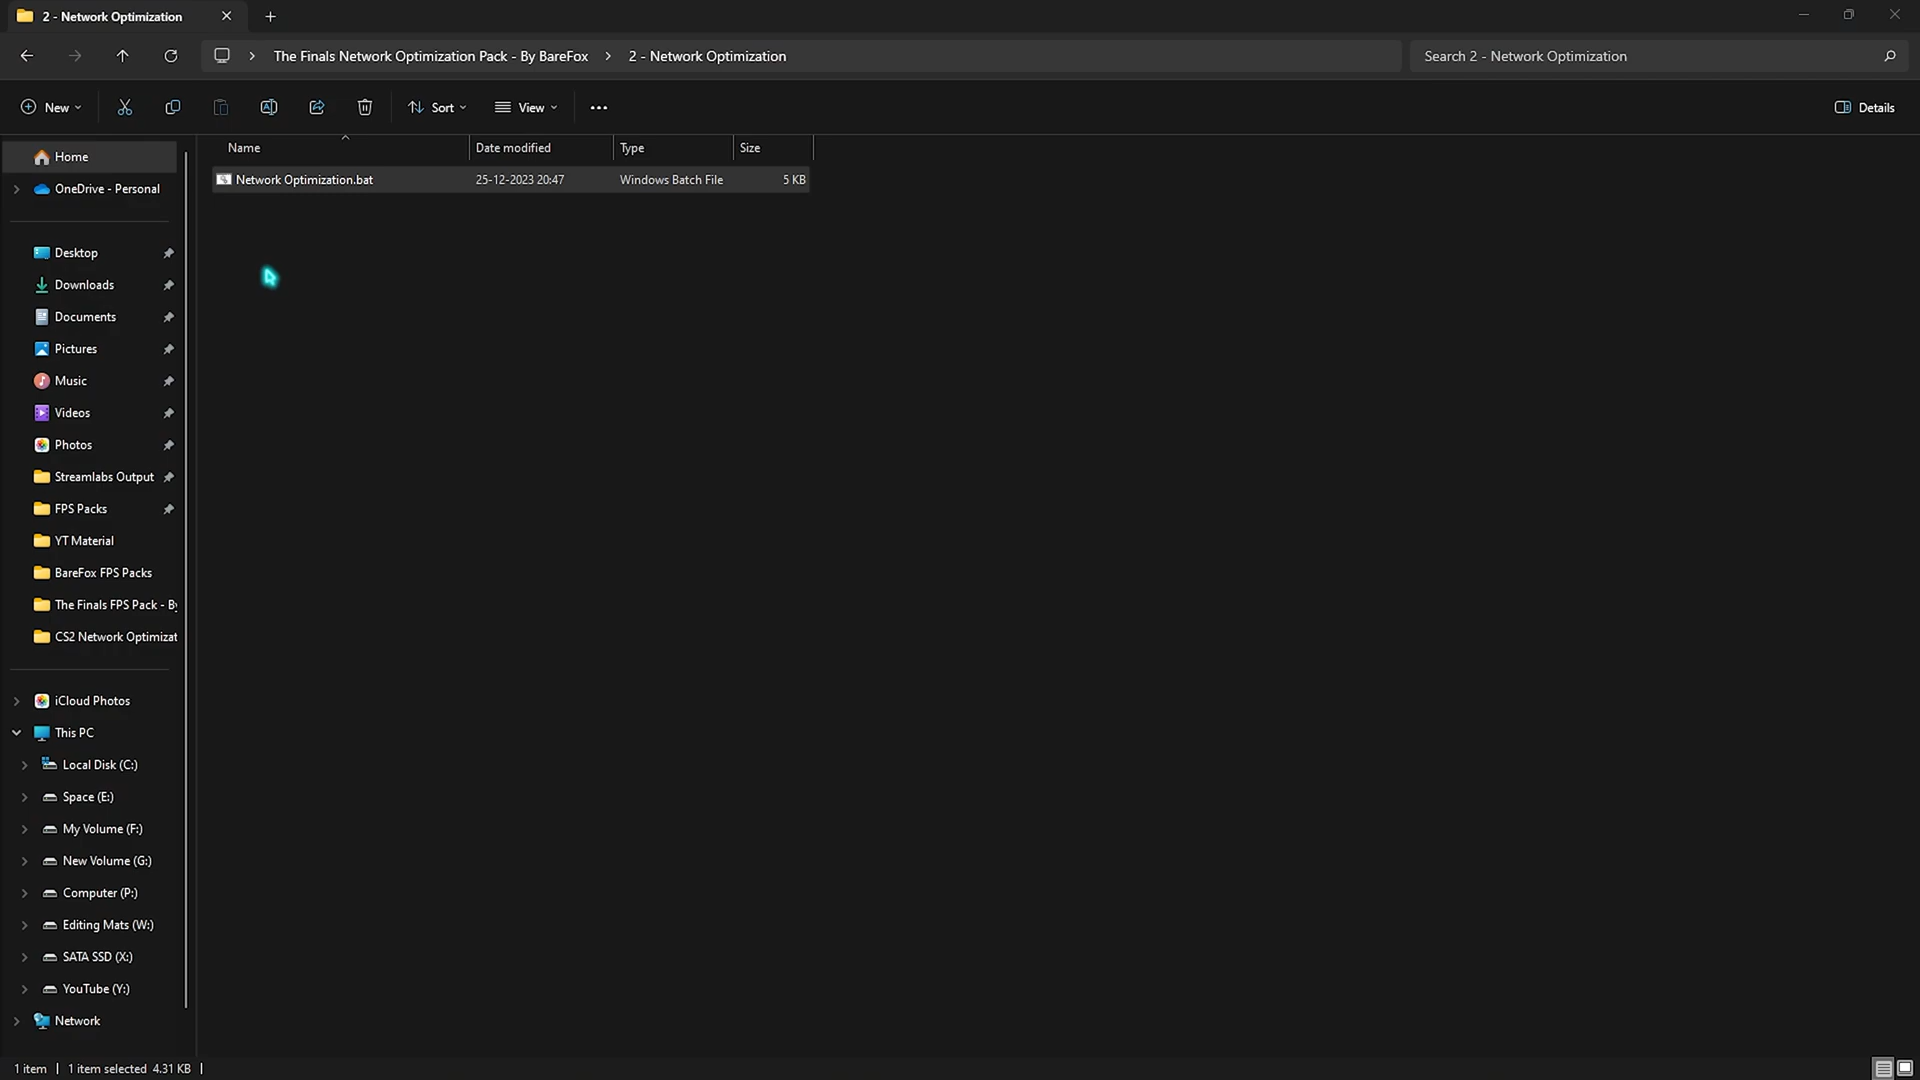 2 - Network Optimization
The Finals Network Optimization Pack - By BareFox
2 - Network Optimization
Search 2 - Network Optimization
New
Sort
View
Details
Name
Date modified
Type
Size
Network Optimization.bat
25-12-2023 20:47
Windows Batch File
5 KB
Home
OneDrive - Personal
Desktop
Downloads
Documents
Pictures
Music
Videos
Photos
Streamlabs Output
FPS Packs
YT Material
BareFox FPS Packs
The Finals FPS Pack - By
CS2 Network Optimizat
iCloud Photos
This PC
Local Disk (C:)
Space (E:)
My Volume (F:)
New Volume (G:)
Computer (P:)
Editing Mats (W:)
SATA SSD (X:)
YouTube (Y:)
Network
1 item
1 item selected 4.31 KB